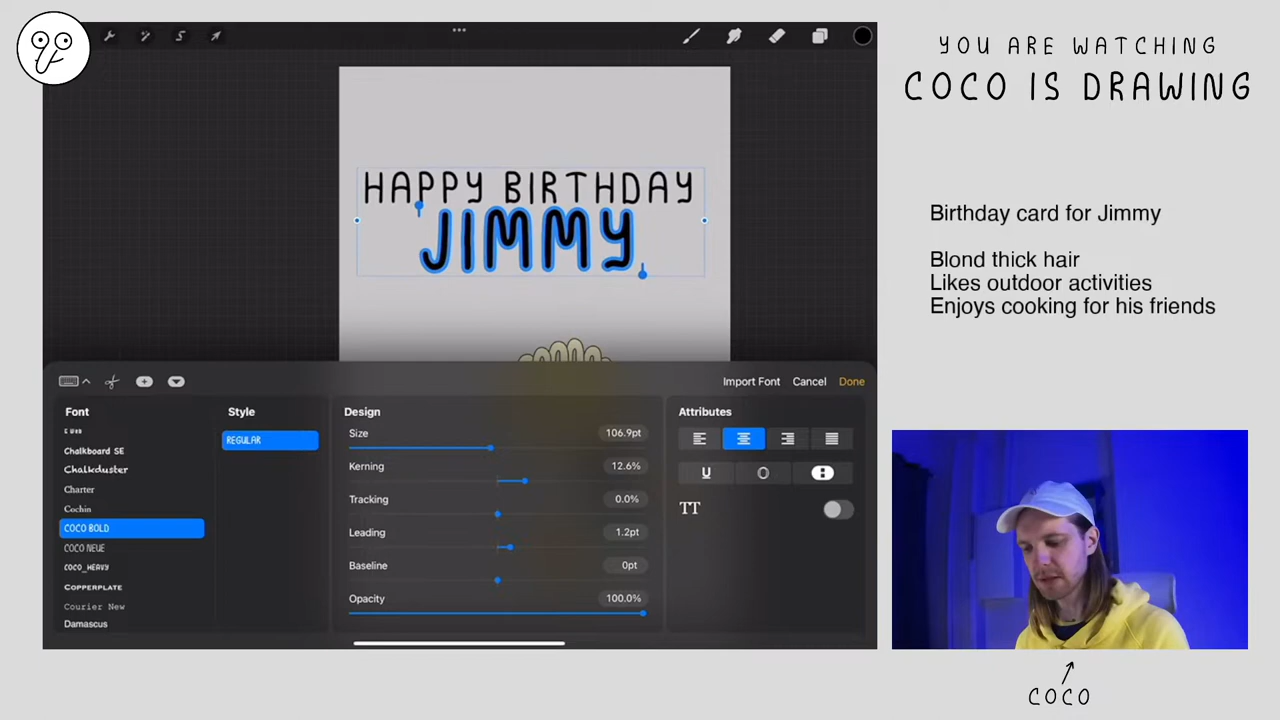 YOU ARE WATCHING
COCO IS DRAWING
HAPPY BIRTHDAY
JIMMY
Birthday card for Jimmy
Blond thick hair
Likes outdoor activities
Enjoys cooking for his friends
Import Font
Cancel
Done
Font
Style
Design
Attributes
Chalkboard SE
Chalkduster
Charter
Cochin
COCO BOLD
COCO NEUE
COCO_HEAVY
COPPERPLATE
Courier New
Damascus
REGULAR
Size 106.9pt
Kerning 12.6%
Tracking 0.0%
Leading 1.2pt
Baseline 0pt
Opacity 100.0%
U
O
TT
COCO